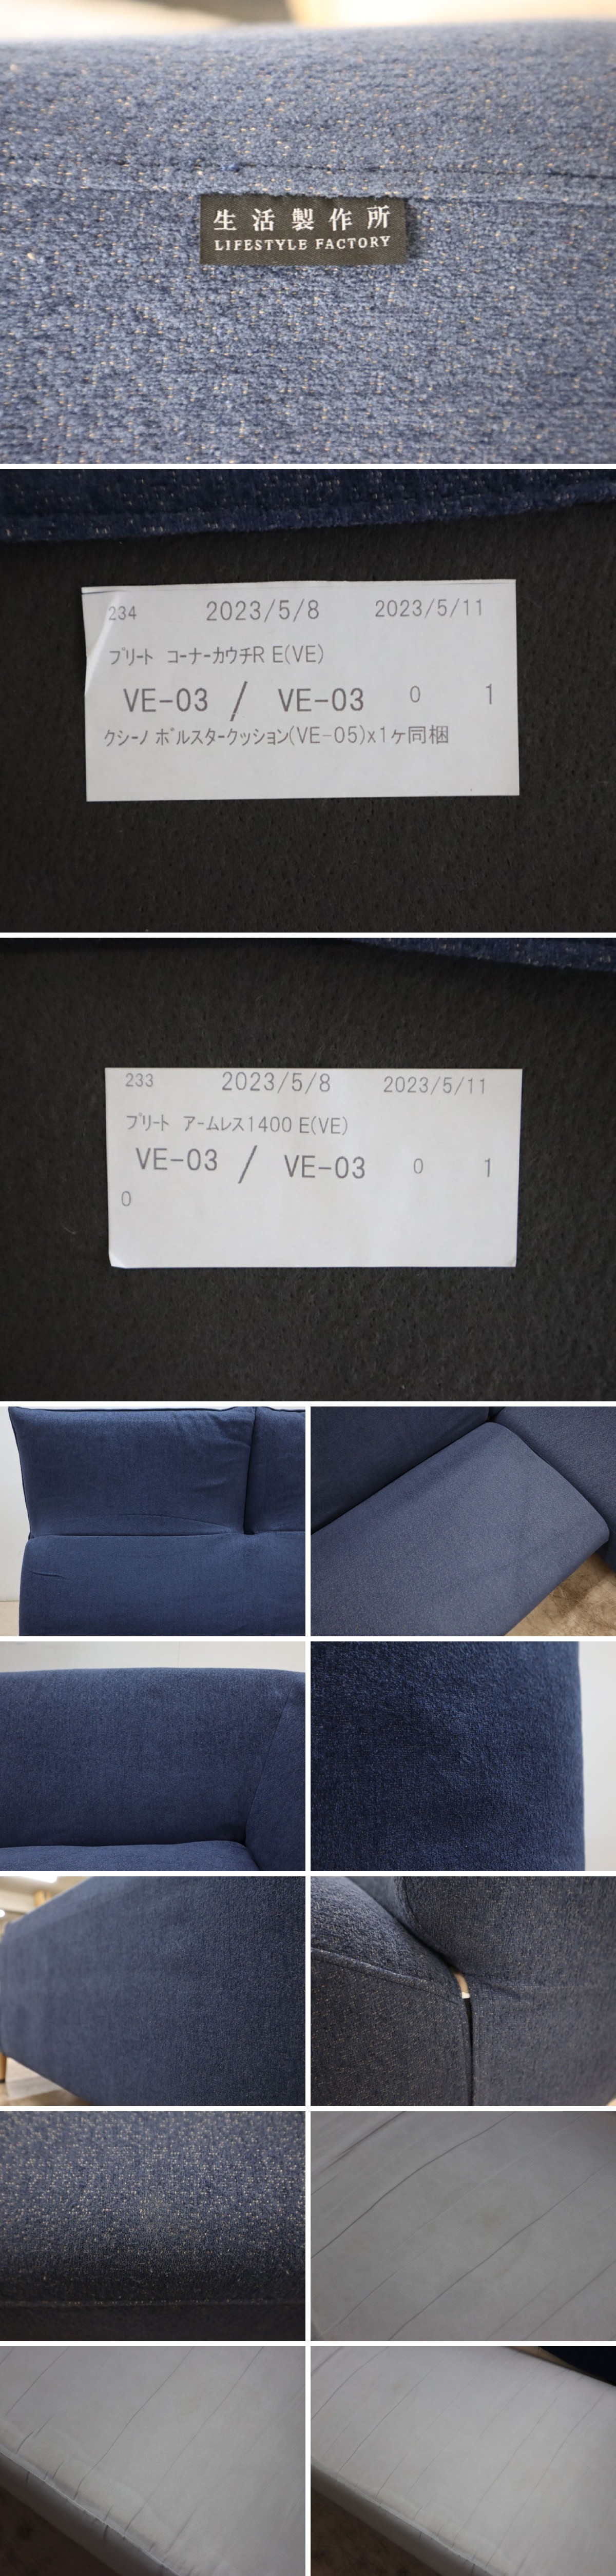 生活製作所
LIFESTYLE FACTORY
234 2023/5/8 2023/5/11
ﾌﾞﾘｰﾄ ｺｰﾅｰｶｳﾁR E(VE)
VE-03 / VE-03 0 1
ｸｼｰﾉ ﾎﾞﾙｽﾀｰｸｯｼｮﾝ(VE-05)x1ヶ同梱
233 2023/5/8 2023/5/11
ﾌﾞﾘｰﾄ ｱｰﾑﾚｽ1400 E(VE)
VE-03 / VE-03 0 1
0